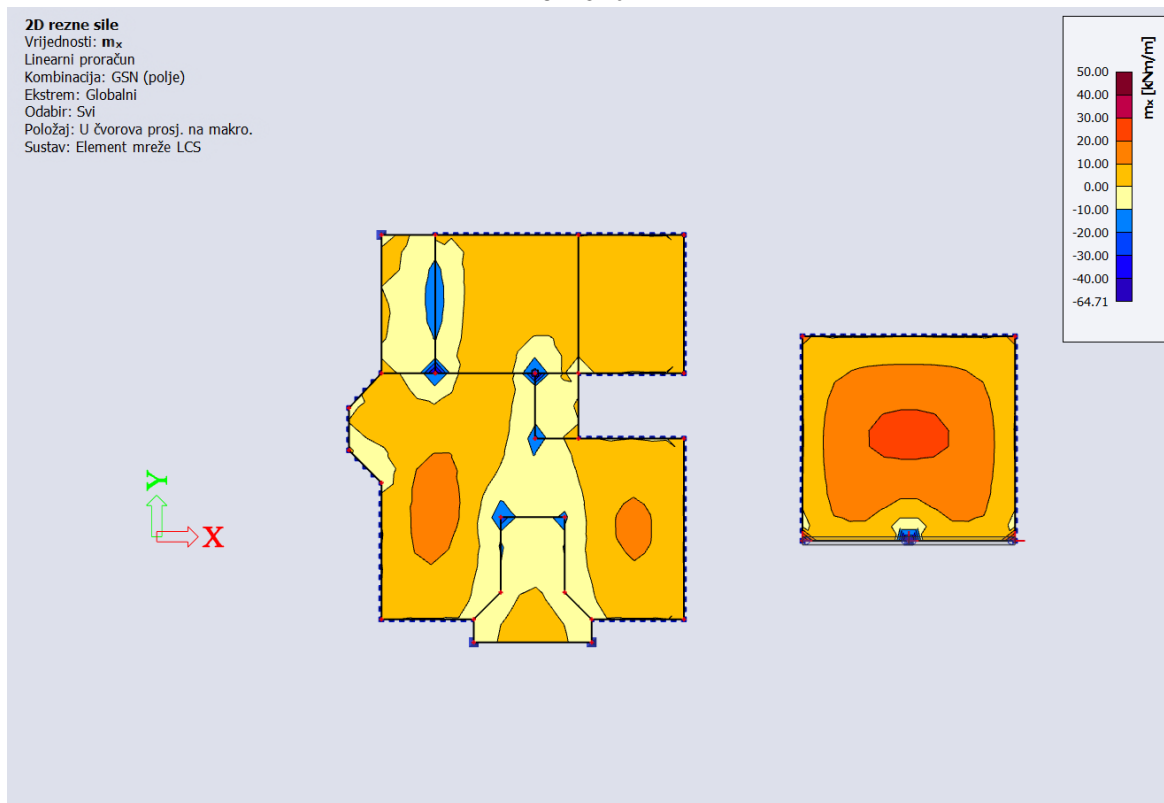 2D rezne sile
Vrijednosti: mₓ
Linearni proračun
Kombinacija: GSN (polje)
Ekstrem: Globalni
Odabir: Svi
Položaj: U čvorova prosj. na makro.
Sustav: Element mreže LCS
mₓ [kNm/m]
50.00
40.00
30.00
20.00
10.00
0.00
-10.00
-20.00
-30.00
-40.00
-64.71
Y
X